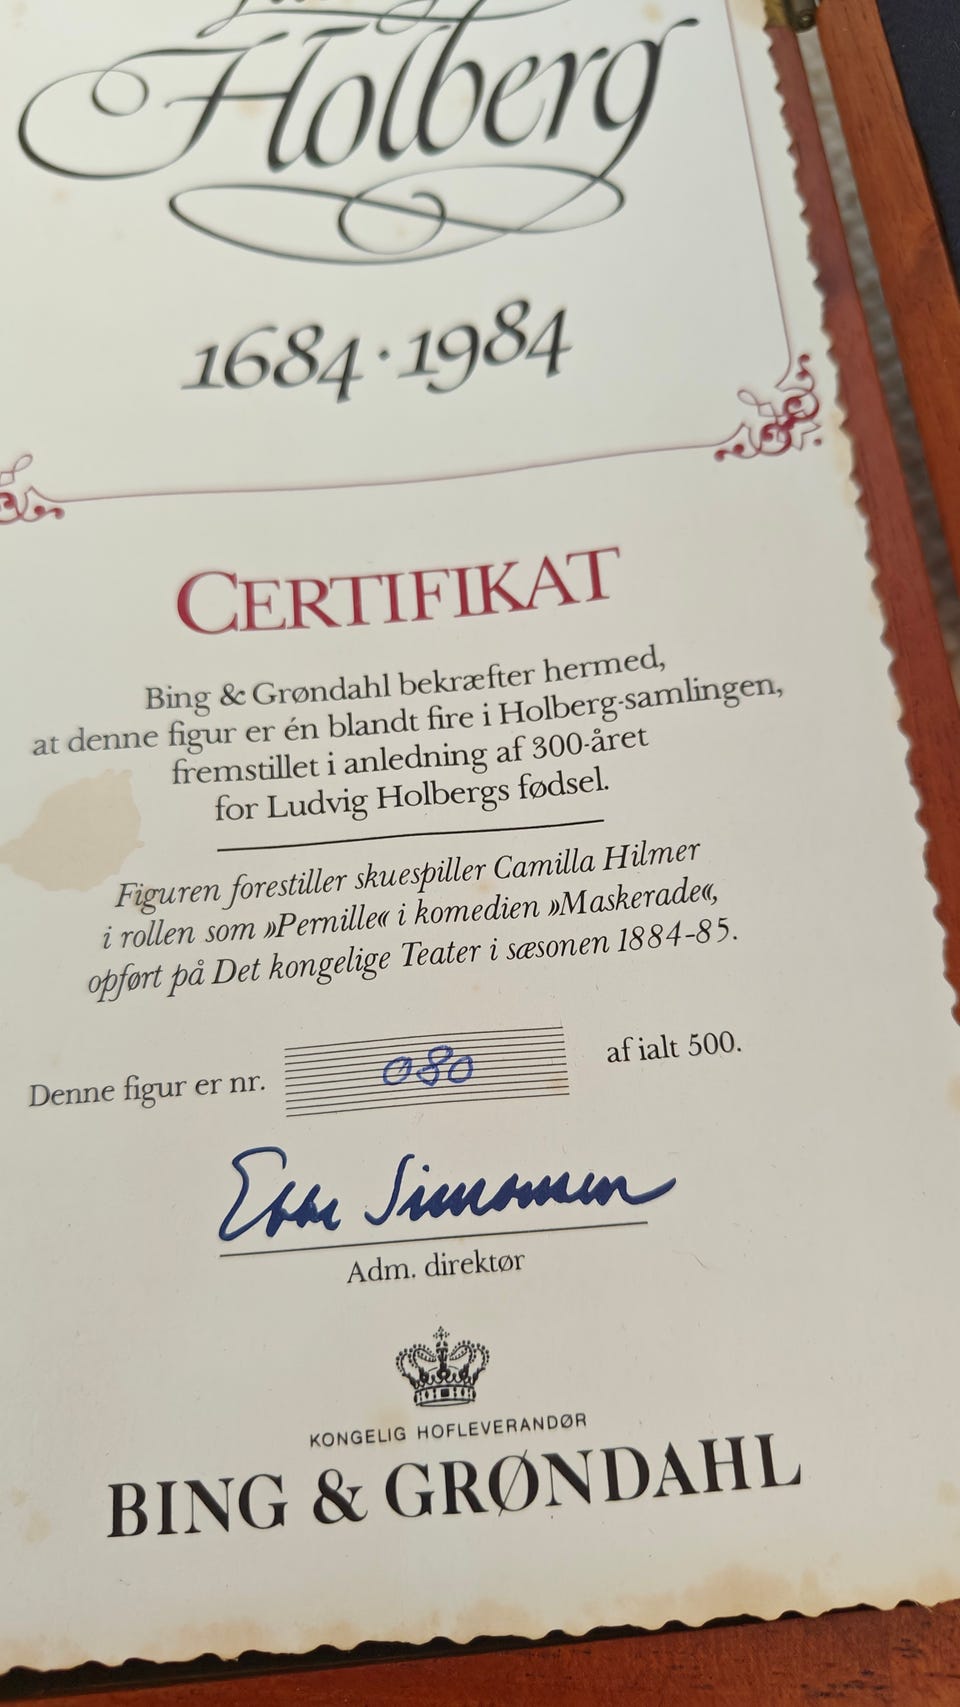 Holberg
1684·1984
CERTIFIKAT
Bing & Grøndahl bekræfter hermed,
at denne figur er én blandt fire i Holberg-samlingen,
fremstillet i anledning af 300-året
for Ludvig Holbergs fødsel.
Figuren forestiller skuespiller Camilla Hilmer
i rollen som »Pernille« i komedien »Maskerade«,
opført på Det kongelige Teater i sæsonen 1884-85.
Denne figur er nr. 080 af ialt 500.
Ebbe Simonsen
Adm. direktør
KONGELIG HOFLEVERANDØR
BING & GRØNDAHL